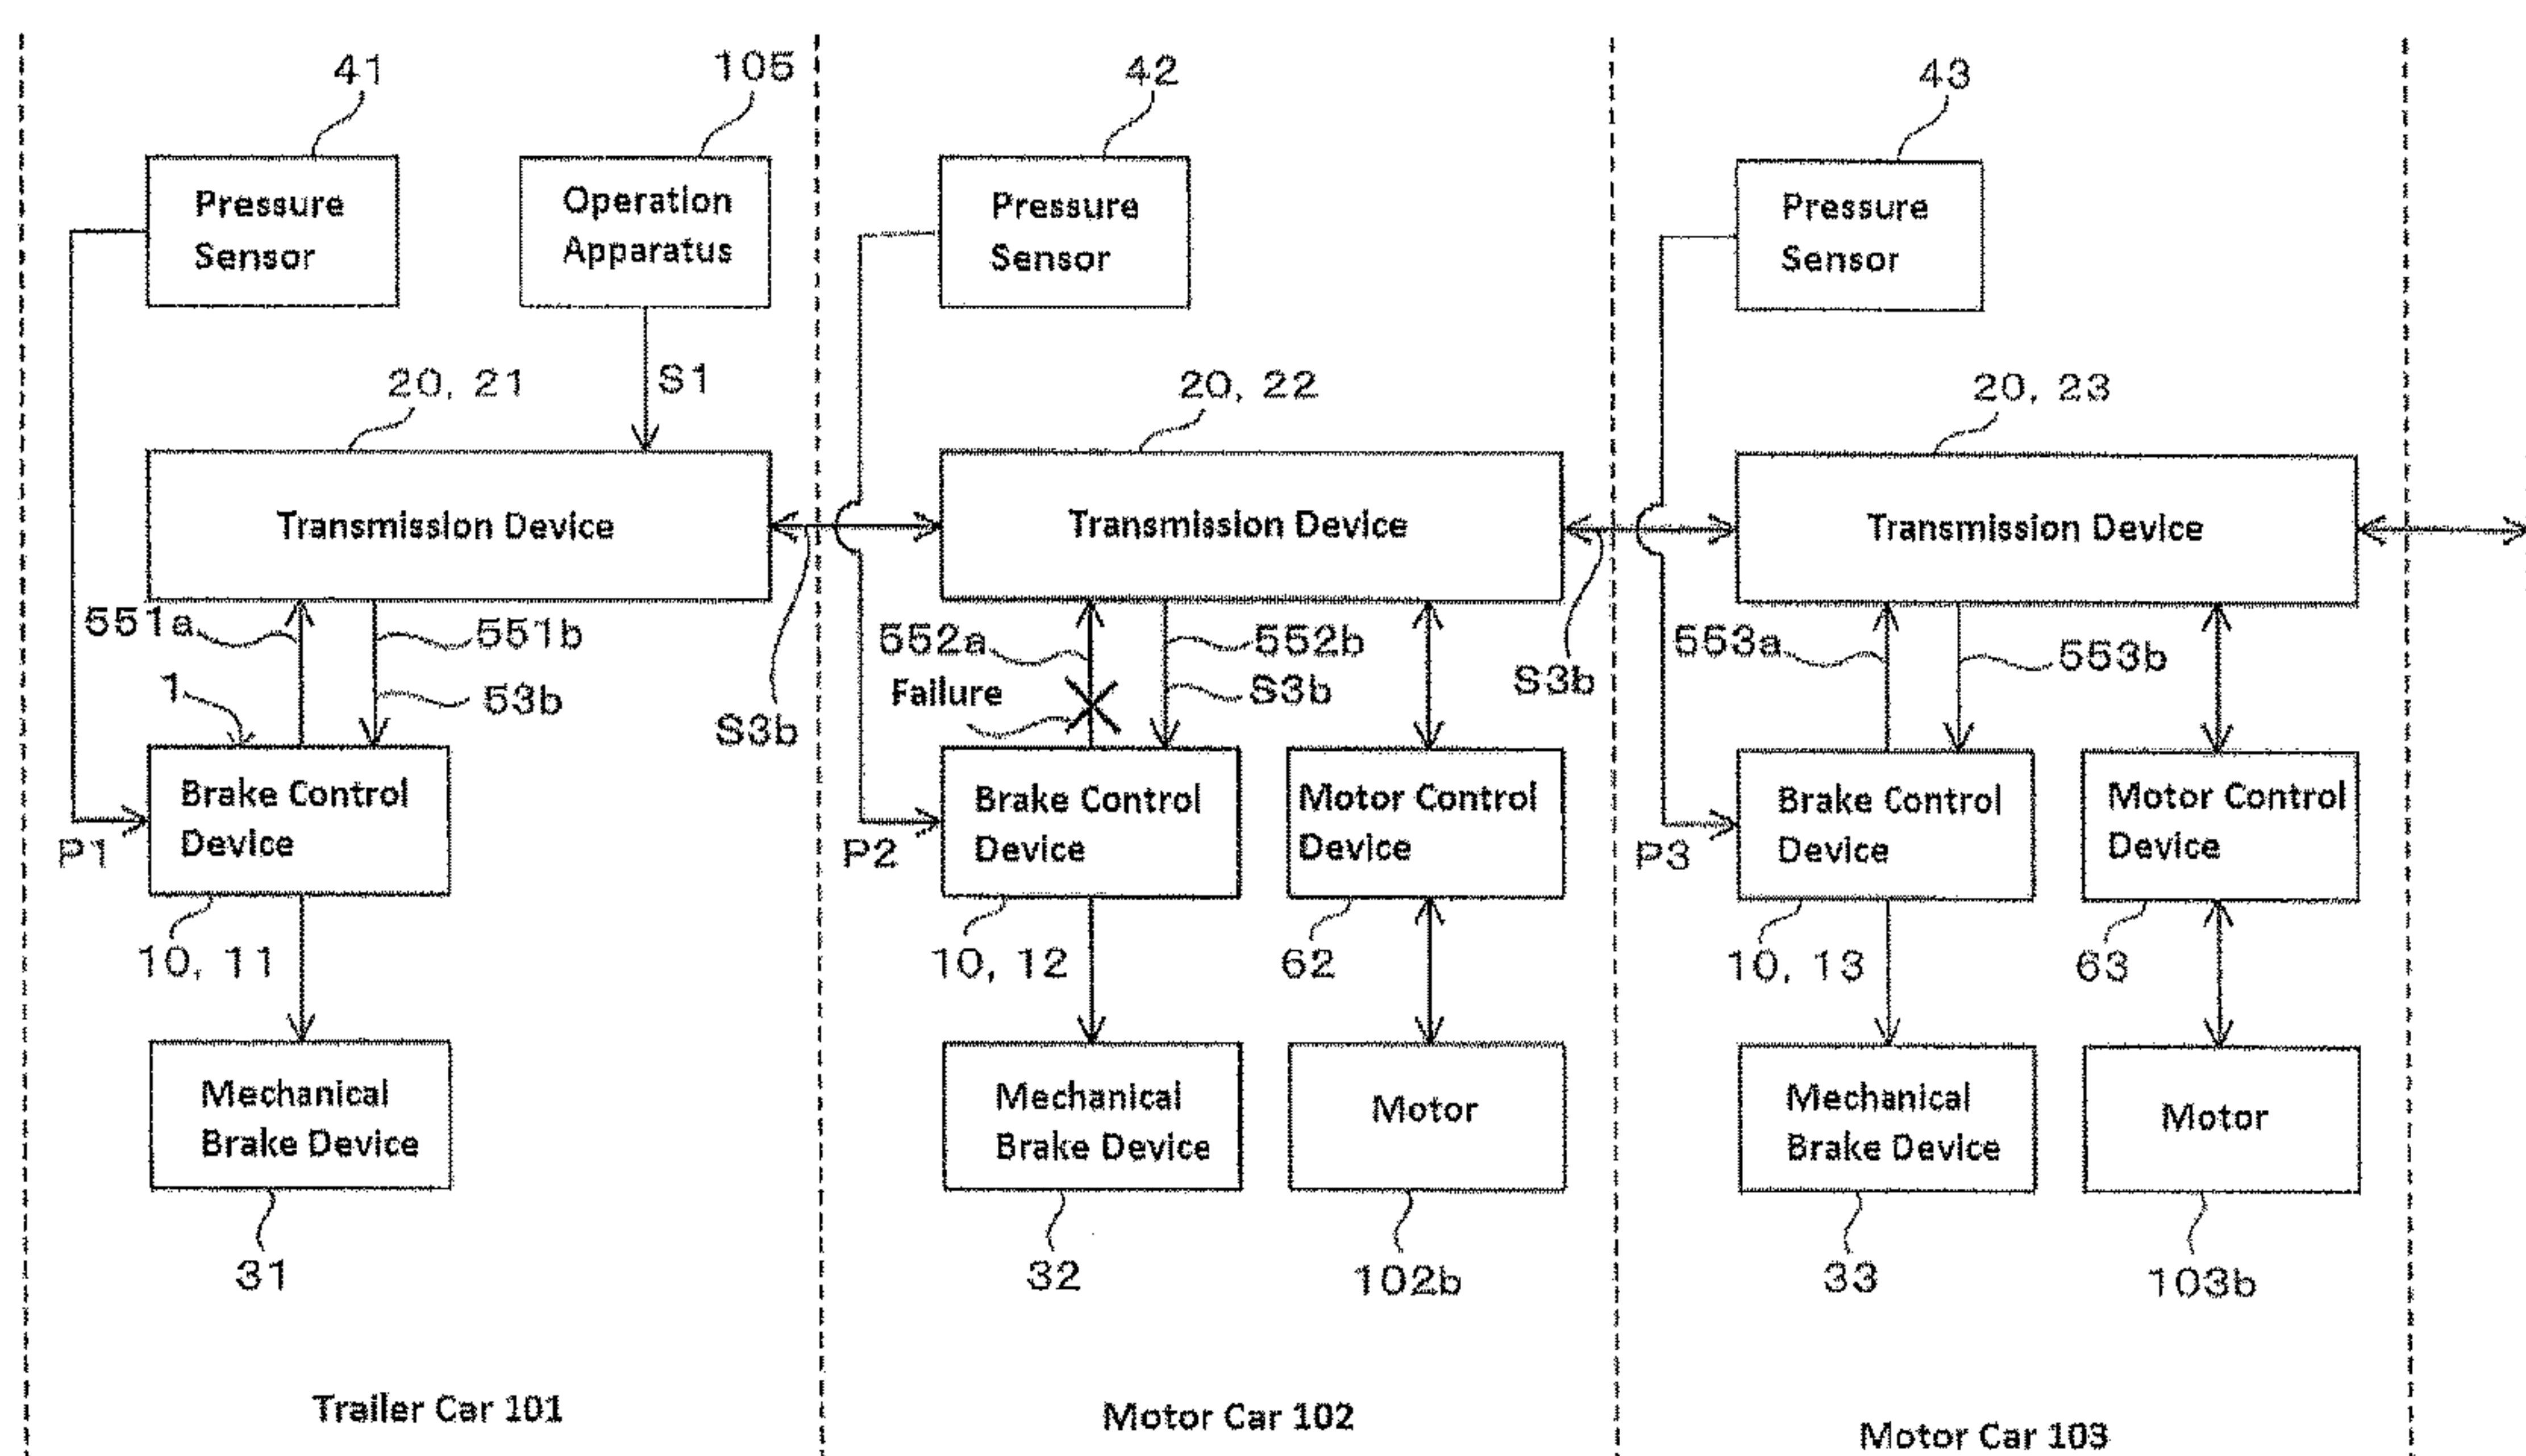 41
105
42
43
Pressure
Sensor
Operation
Apparatus
Pressure
Sensor
Pressure
Sensor
20, 21
S1
20, 22
20, 23
Transmission Device
Transmission Device
Transmission Device
551a
551b
1
53b
S3b
552a
552b
Failure
S3b
S3b
553a
553b
P1
Brake Control
Device
P2
Brake Control
Device
Motor Control
Device
P3
Brake Control
Device
Motor Control
Device
10, 11
10, 12
62
10, 13
63
Mechanical
Brake Device
Mechanical
Brake Device
Motor
Mechanical
Brake Device
Motor
31
32
102b
33
103b
Trailer Car 101
Motor Car 102
Motor Car 103